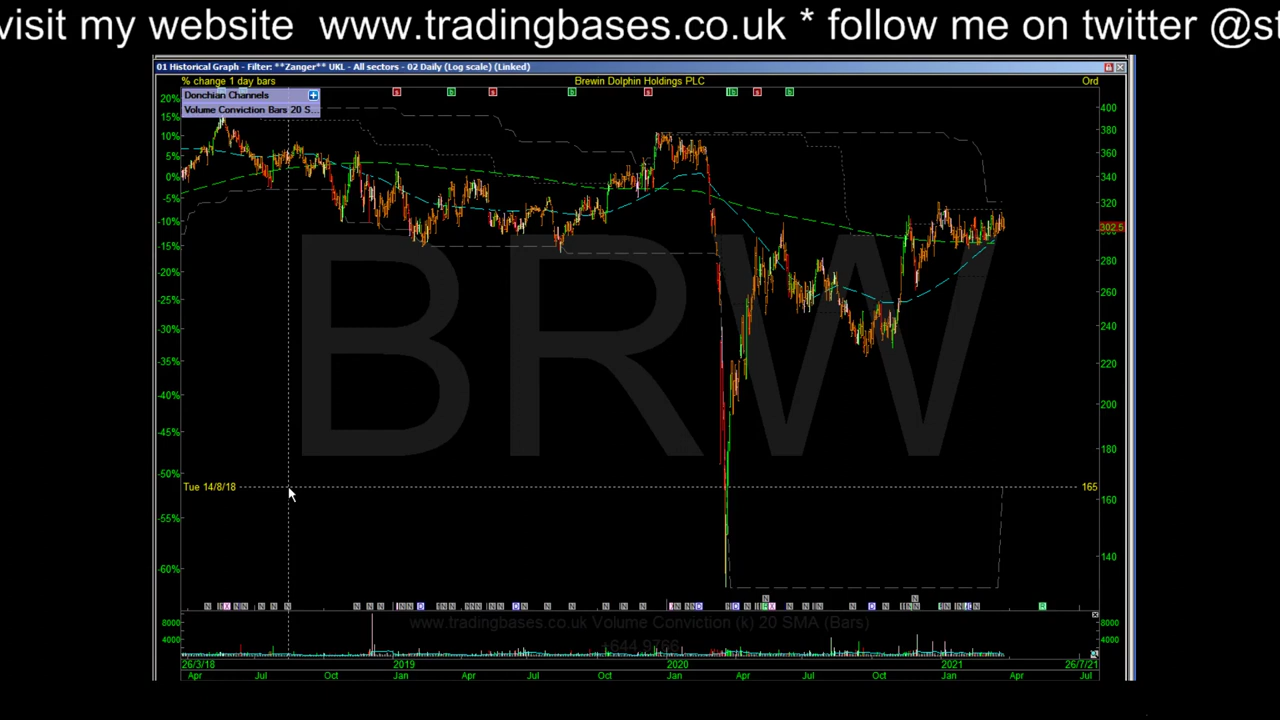 visit my website www.tradingbases.co.uk * follow me on twitter @st
01 Historical Graph - Filter: **Zanger** UKL - All sectors - 02 Daily (Log scale) (Linked)
% change 1 day bars Brewin Dolphin Holdings PLC Ord
Donchian Channels
Volume Conviction Bars 20 S...
20% 400
15% 380
10%
5% 360
0% 340
-5% 320
-10% 302.5
-15% 280
-20%
-25% 260
-30% 240
-35% 220
-40% 200
-45% 180
-50%
Tue 14/8/18 165
160
-55%
140
-60%
BRW
8000 www.tradingbases.co.uk Volume Conviction (k) 20 SMA (Bars) 8000
4000 4000
26/3/18 2019 2020 2021 26/7/21
Apr Jul Oct Jan Apr Jul Oct Jan Apr Jul Oct Jan Apr Jul